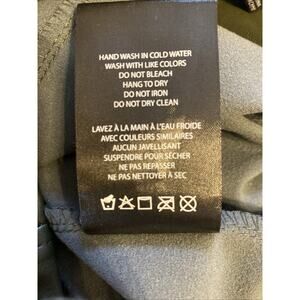 HAND WASH IN COLD WATER
WASH WITH LIKE COLORS
DO NOT BLEACH
HANG TO DRY
DO NOT IRON
DO NOT DRY CLEAN
LAVEZ À LA MAIN À L'EAU FROIDE
AVEC COULEURS SIMILAIRES
AUCUN JAVELLISANT
SUSPENDRE POUR SÉCHER
NE PAS REPASSER
NE PAS NETTOYER À SEC